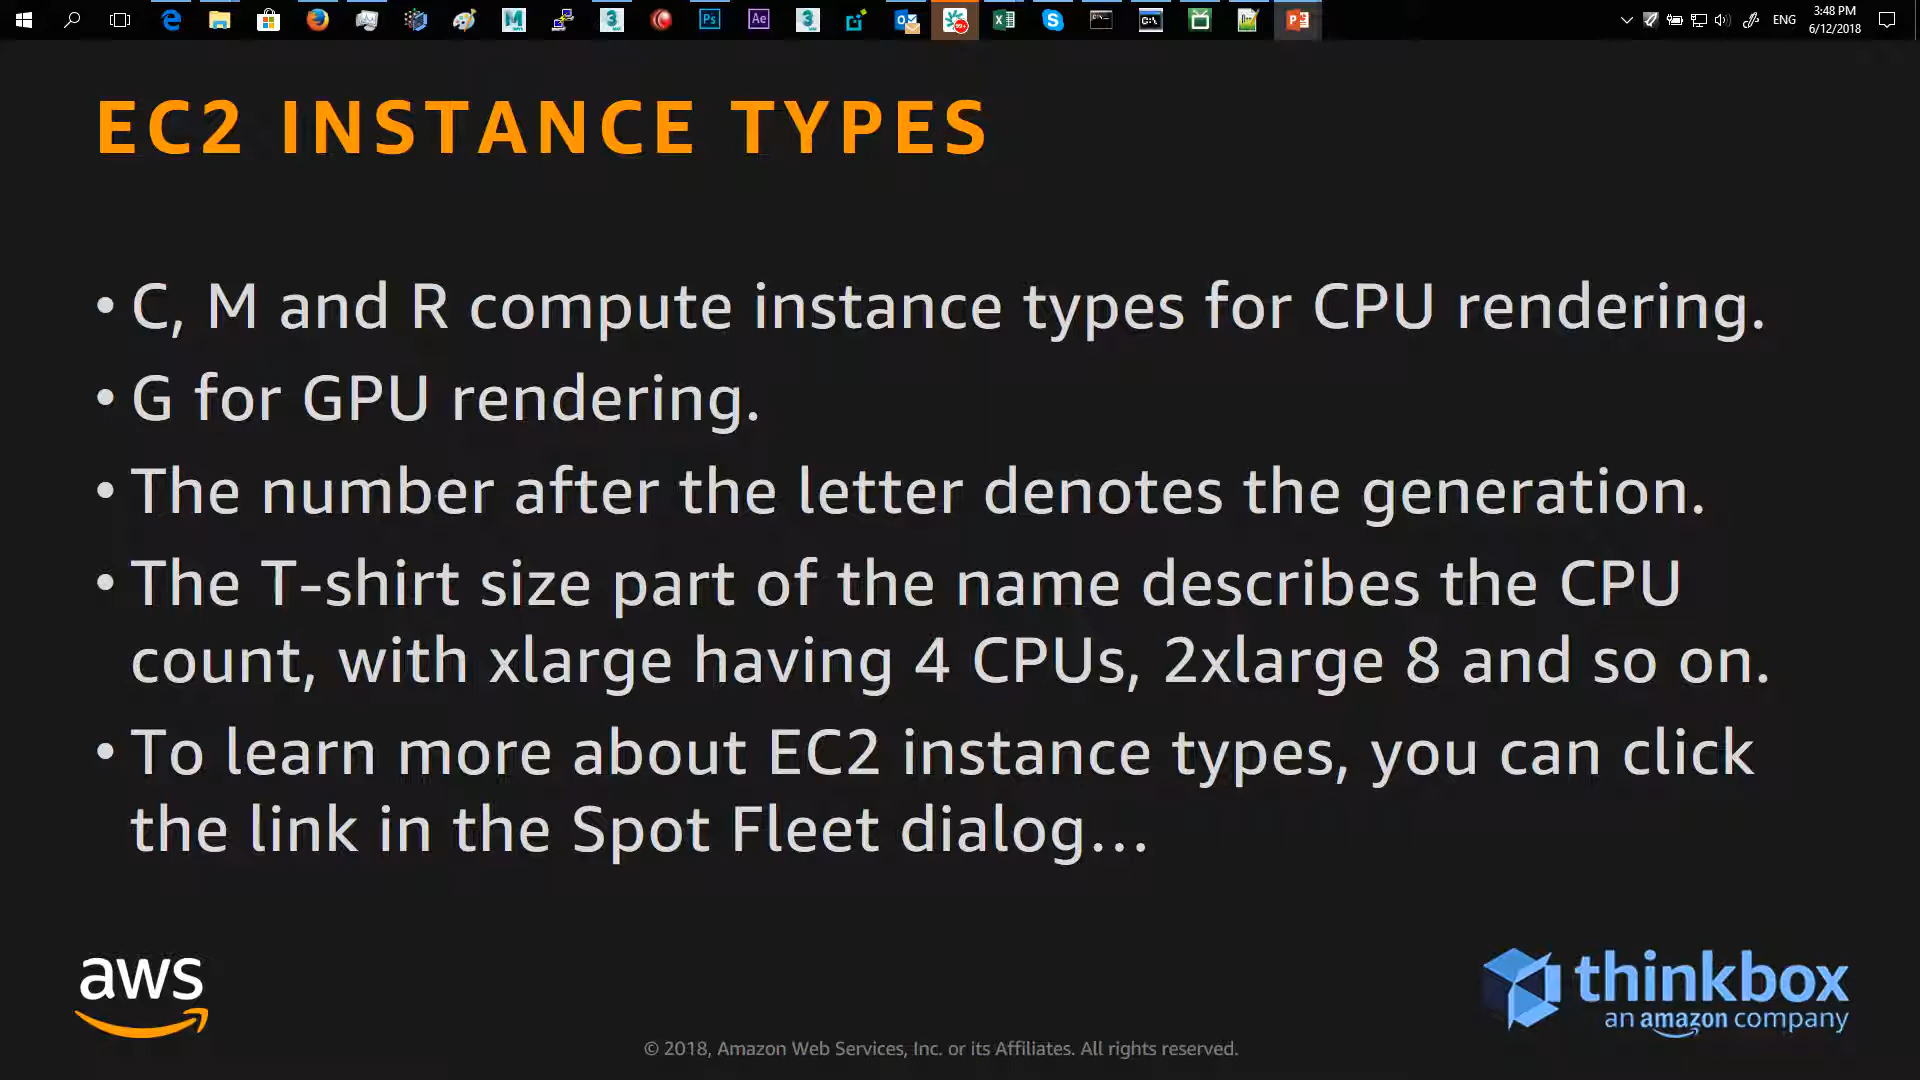 ENG
3:48 PM
6/12/2018
EC2 INSTANCE TYPES
• C, M and R compute instance types for CPU rendering.
• G for GPU rendering.
• The number after the letter denotes the generation.
• The T-shirt size part of the name describes the CPU
count, with xlarge having 4 CPUs, 2xlarge 8 and so on.
• To learn more about EC2 instance types, you can click
the link in the Spot Fleet dialog...
aws
thinkbox
an amazon company
© 2018, Amazon Web Services, Inc. or its Affiliates. All rights reserved.